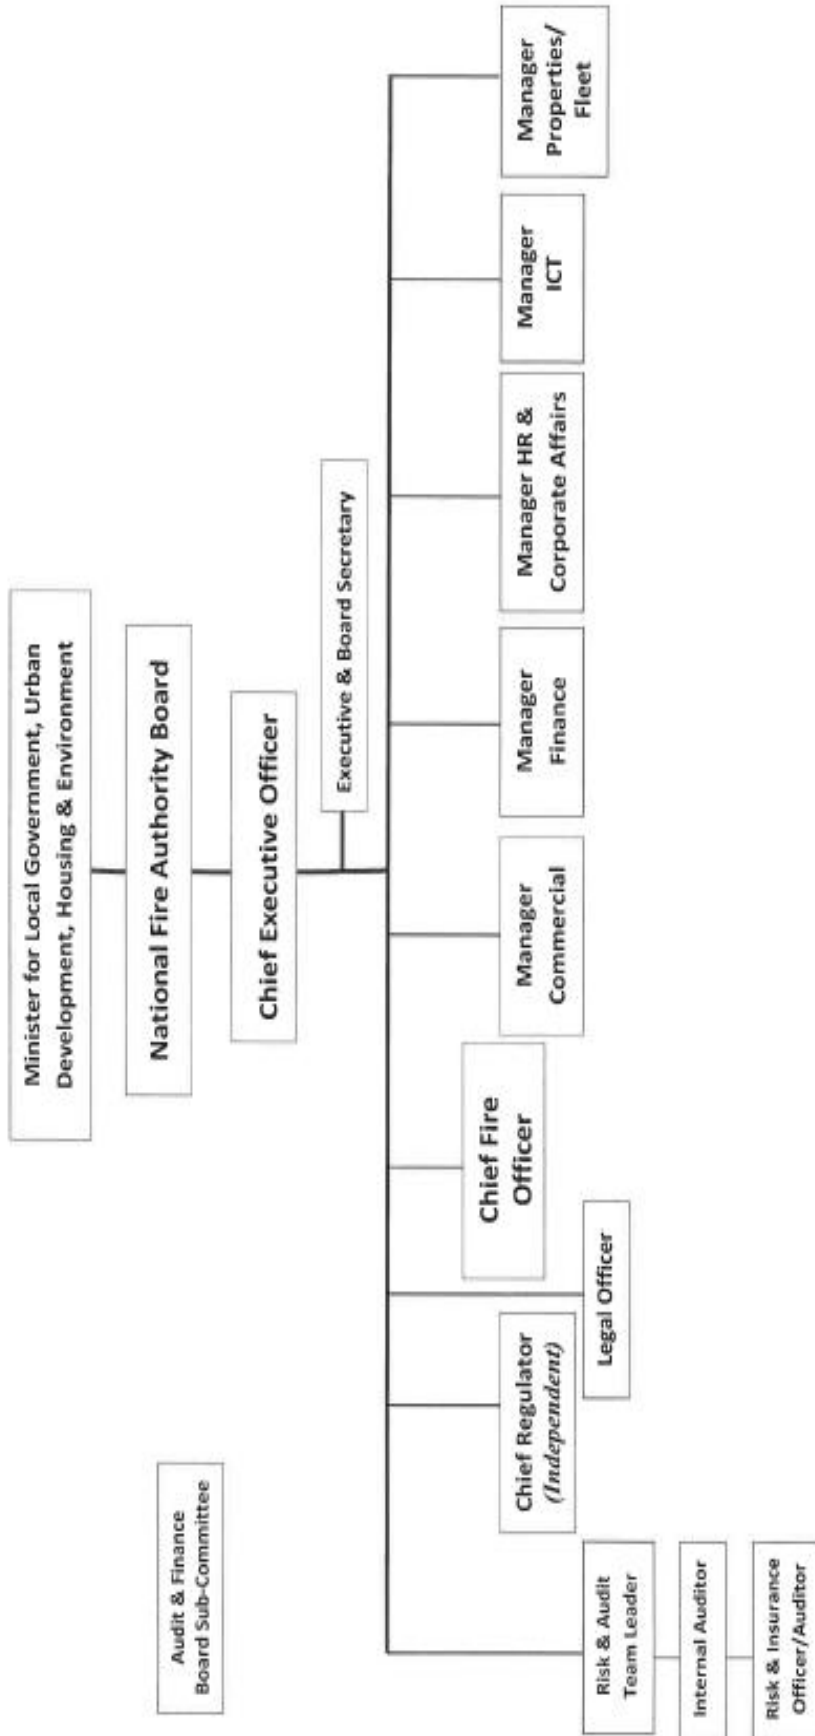 Minister for Local Government, Urban
Development, Housing & Environment
National Fire Authority Board
Audit & Finance
Board Sub-Committee
Chief Executive Officer
Executive & Board Secretary
Risk & Audit
Team Leader
Internal Auditor
Risk & Insurance
Officer/Auditor
Chief Regulator
(Independent)
Legal Officer
Chief Fire
Officer
Manager
Commercial
Manager
Finance
Manager HR &
Corporate Affairs
Manager
ICT
Manager
Properties/
Fleet